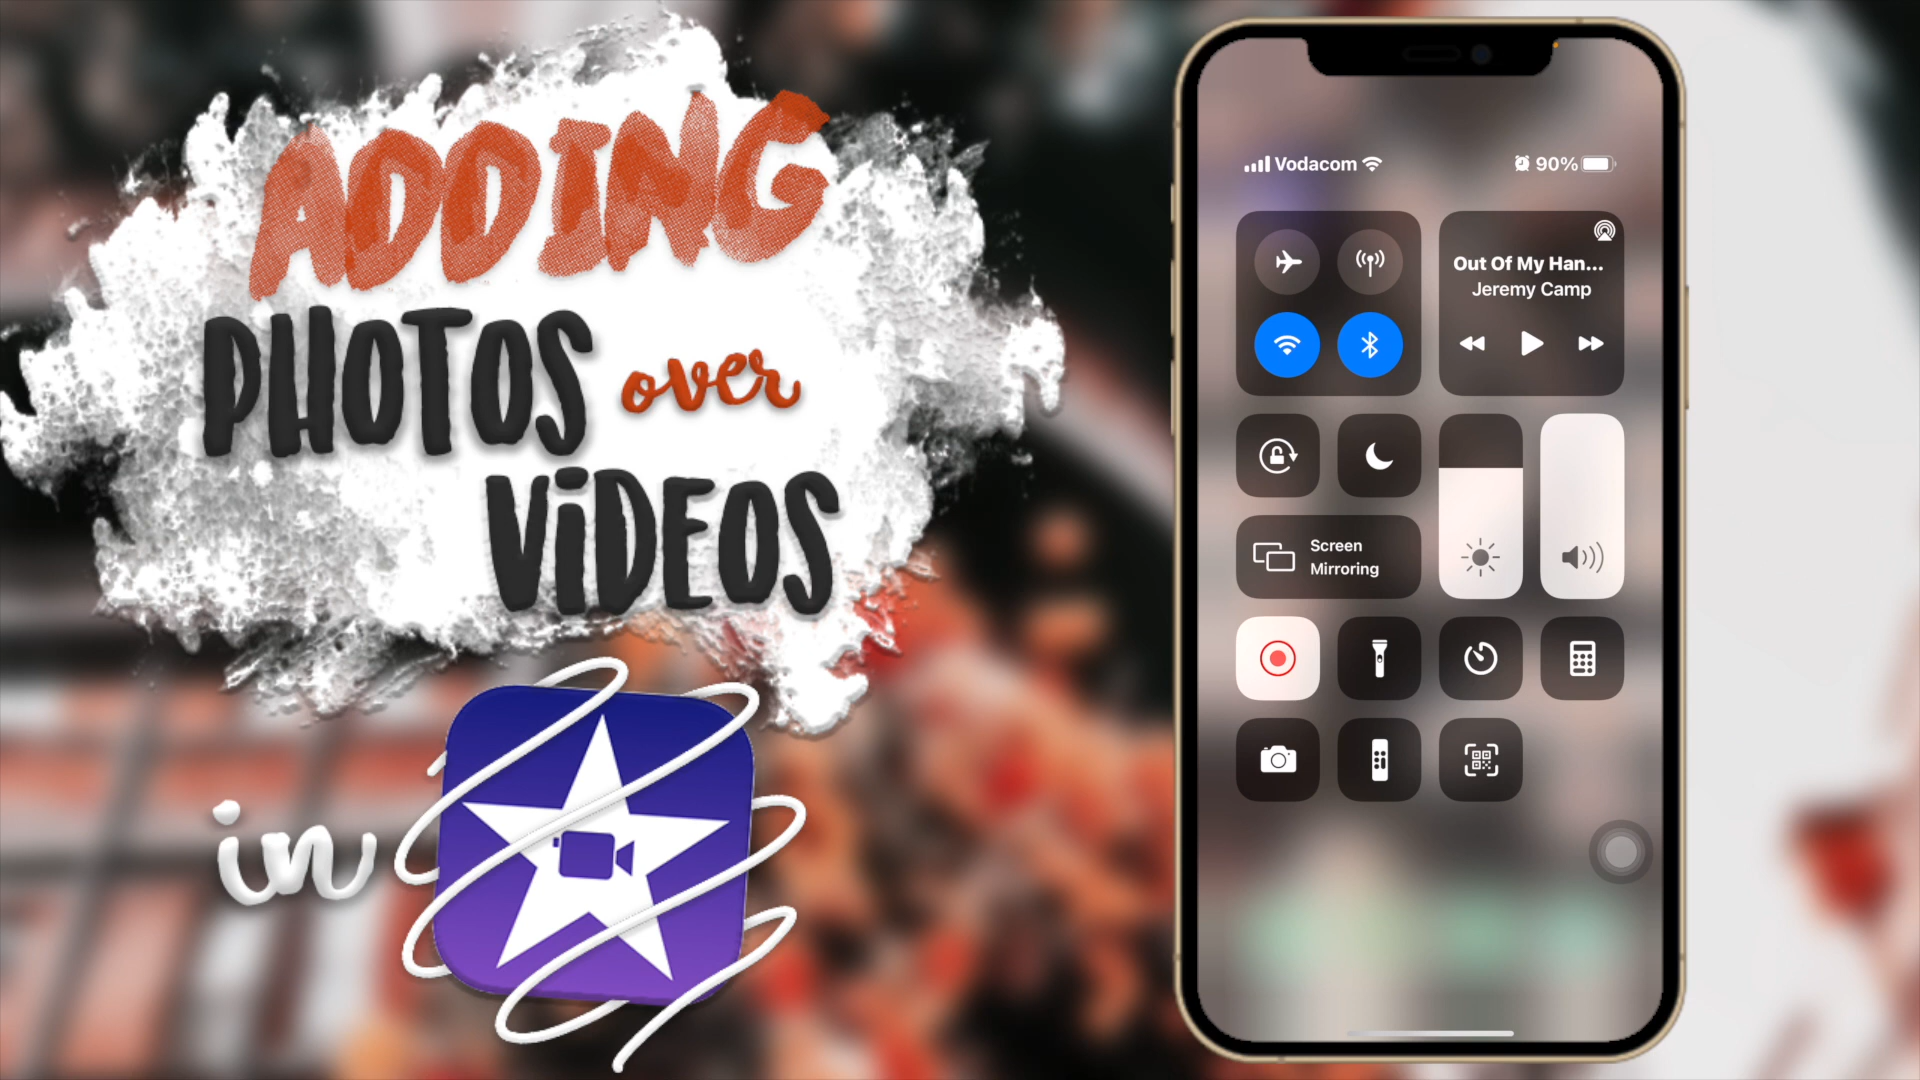 ADDING
PHOTOS over
ViDEOS
in
Vodacom
90%
Out Of My Han...
Jeremy Camp
Screen
Mirroring